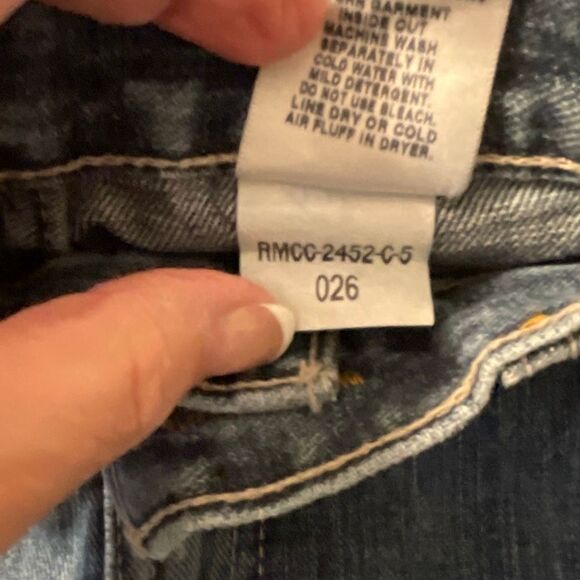 GARMENT
INSIDE OUT
MACHINE WASH
SEPARATELY IN
COLD WATER WITH
MILD DETERGENT.
DO NOT USE BLEACH.
LINE DRY OR COLD
AIR FLUFF IN DRYER.
RMCC-2452-C-5
026